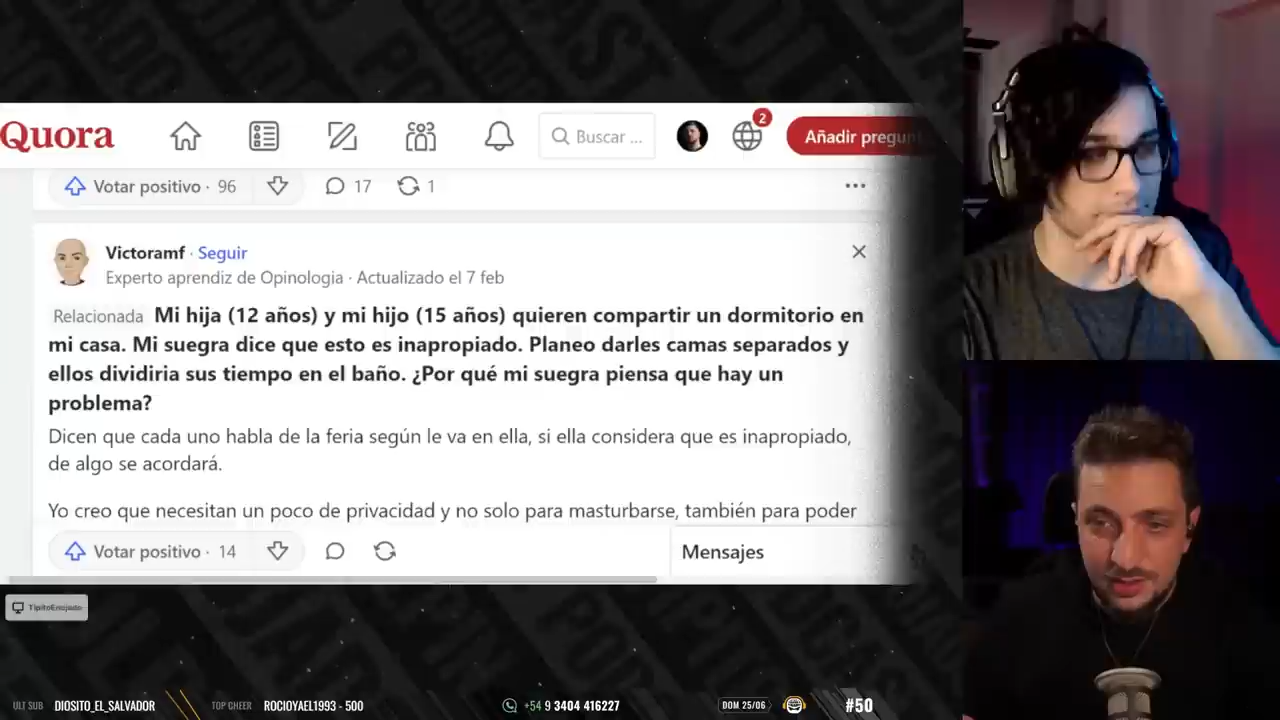 Quora
Buscar ...
2
Añadir pregun
Votar positivo · 96
17
1
Victoramf · Seguir
Experto aprendiz de Opinologia · Actualizado el 7 feb
Relacionada Mi hija (12 años) y mi hijo (15 años) quieren compartir un dormitorio en
mi casa. Mi suegra dice que esto es inapropiado. Planeo darles camas separados y
ellos dividiria sus tiempo en el baño. ¿Por qué mi suegra piensa que hay un
problema?
Dicen que cada uno habla de la feria según le va en ella, si ella considera que es inapropiado,
de algo se acordará.
Yo creo que necesitan un poco de privacidad y no solo para masturbarse, también para poder
Votar positivo · 14
Mensajes
TipitoEnojado
ULT SUB DIOSITO_EL_SALVADOR
TOP CHEER ROCIOYAEL1993 - 500
+54 9 3404 416227
DOM 25/06
#50